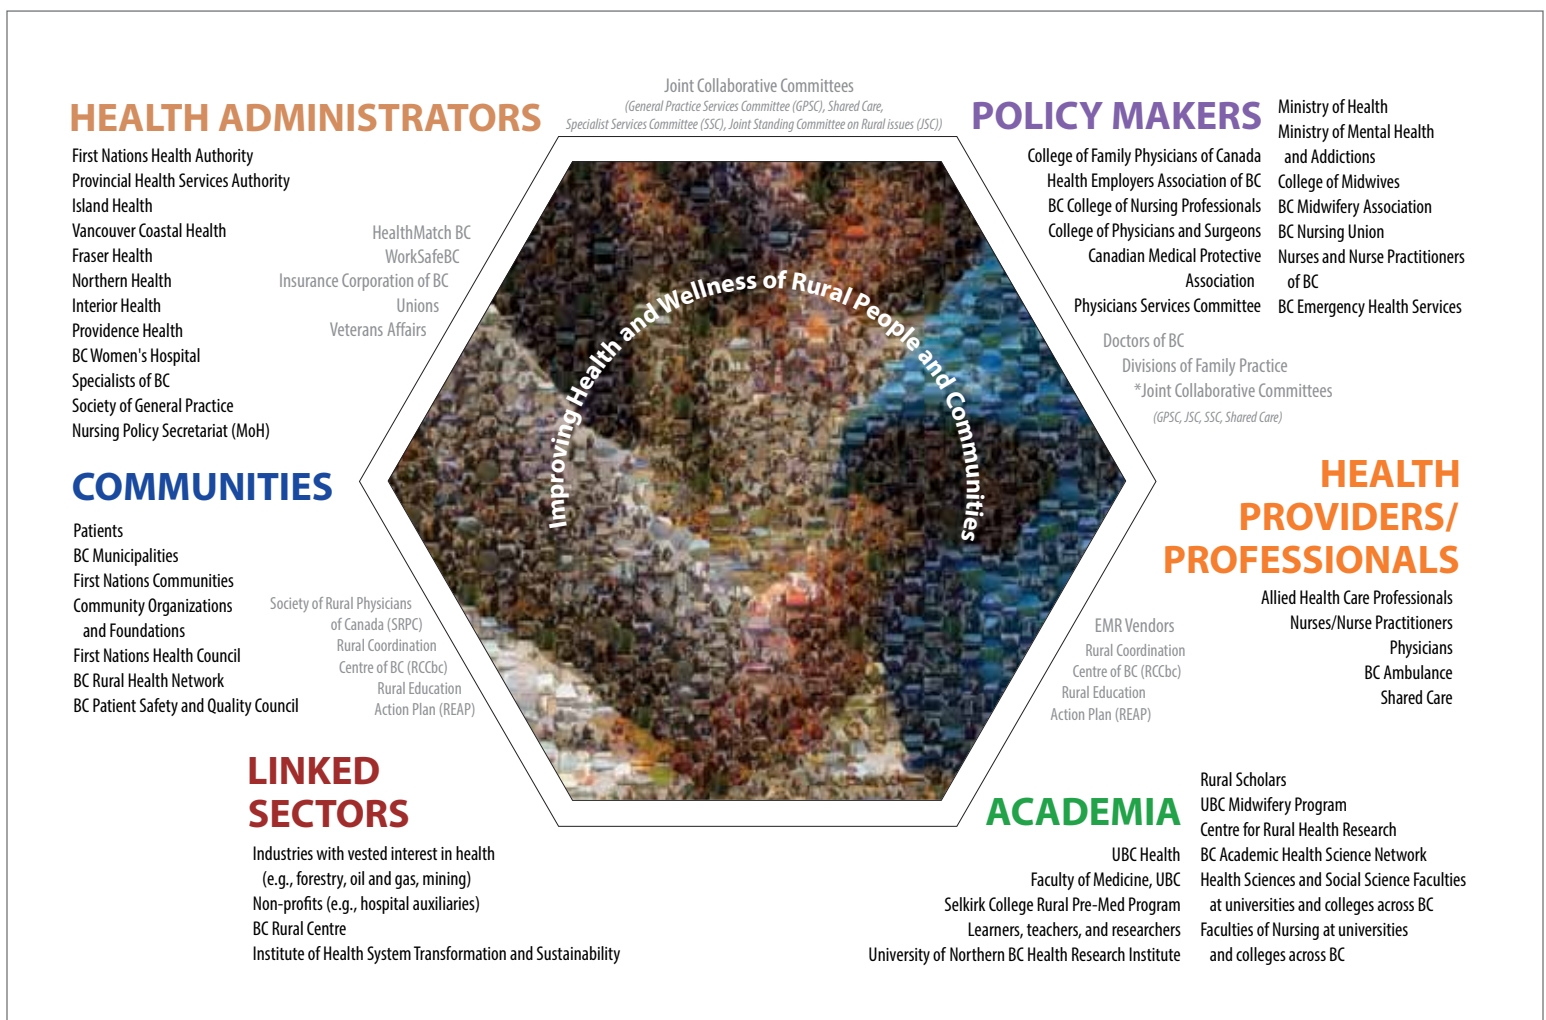 Joint Collaborative Committees
(General Practice Services Committee (GPSC), Shared Care,
Specialist Services Committee (SSC), Joint Standing Committee on Rural issues (JSC))
HEALTH ADMINISTRATORS
First Nations Health Authority
Provincial Health Services Authority
Island Health
Vancouver Coastal Health
Fraser Health
Northern Health
Interior Health
Providence Health
BC Women's Hospital
Specialists of BC
Society of General Practice
Nursing Policy Secretariat (MoH)
HealthMatch BC
WorkSafeBC
Insurance Corporation of BC
Unions
Veterans Affairs
POLICY MAKERS
College of Family Physicians of Canada
Health Employers Association of BC
BC College of Nursing Professionals
College of Physicians and Surgeons
Canadian Medical Protective
Association
Physicians Services Committee
Ministry of Health
Ministry of Mental Health
and Addictions
College of Midwives
BC Midwifery Association
BC Nursing Union
Nurses and Nurse Practitioners
of BC
BC Emergency Health Services
Doctors of BC
Divisions of Family Practice
*Joint Collaborative Committees
(GPSC, JSC, SSC, Shared Care)
Improving Health and Wellness of Rural People and Communities
COMMUNITIES
Patients
BC Municipalities
First Nations Communities
Community Organizations
and Foundations
First Nations Health Council
BC Rural Health Network
BC Patient Safety and Quality Council
Society of Rural Physicians
of Canada (SRPC)
Rural Coordination
Centre of BC (RCCbc)
Rural Education
Action Plan (REAP)
HEALTH
PROVIDERS/
PROFESSIONALS
Allied Health Care Professionals
Nurses/Nurse Practitioners
Physicians
BC Ambulance
Shared Care
EMR Vendors
Rural Coordination
Centre of BC (RCCbc)
Rural Education
Action Plan (REAP)
LINKED
SECTORS
Industries with vested interest in health
(e.g., forestry, oil and gas, mining)
Non-profits (e.g., hospital auxiliaries)
BC Rural Centre
Institute of Health System Transformation and Sustainability
ACADEMIA
UBC Health
Faculty of Medicine, UBC
Selkirk College Rural Pre-Med Program
Learners, teachers, and researchers
University of Northern BC Health Research Institute
Rural Scholars
UBC Midwifery Program
Centre for Rural Health Research
BC Academic Health Science Network
Health Sciences and Social Science Faculties
at universities and colleges across BC
Faculties of Nursing at universities
and colleges across BC